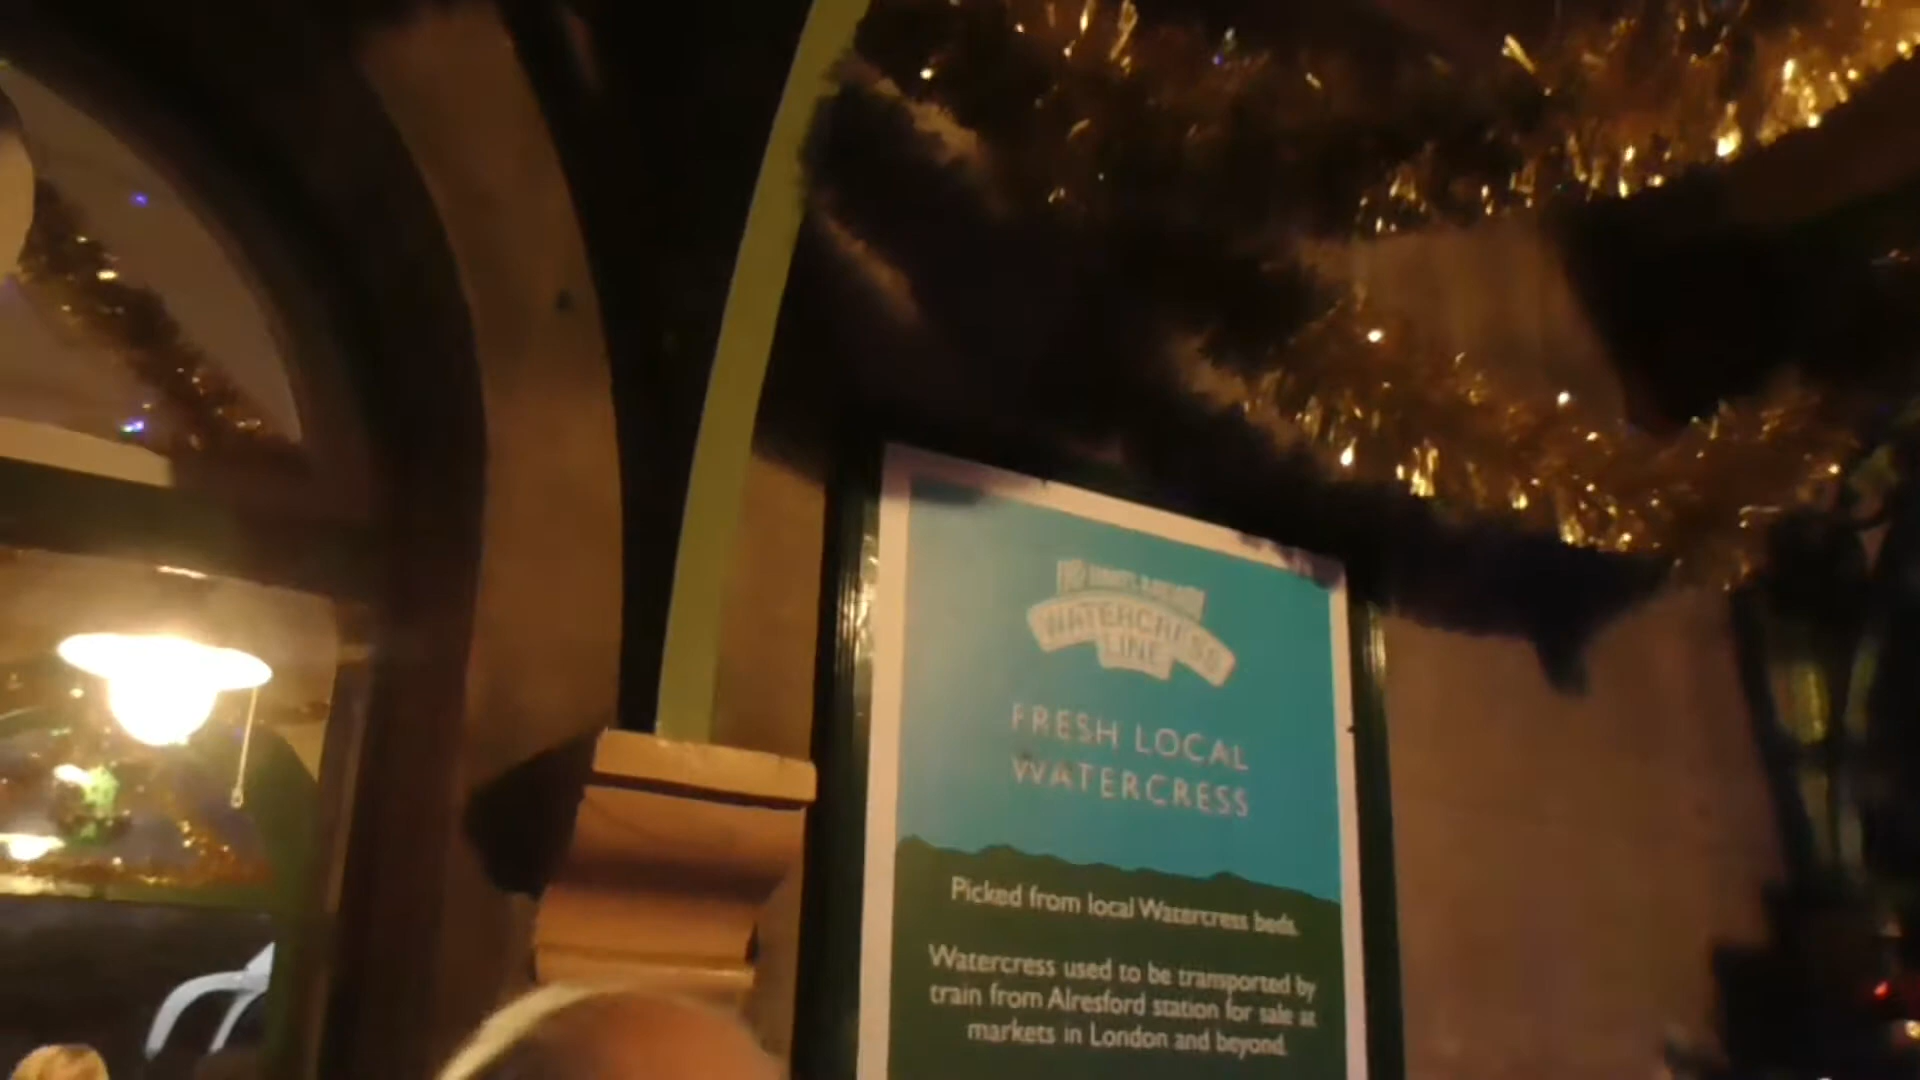 WATERCRESS
LINE
FRESH LOCAL
WATERCRESS
Picked from local Watercress beds.
Watercress used to be transported by
train from Alresford station for sale at
markets in London and beyond.